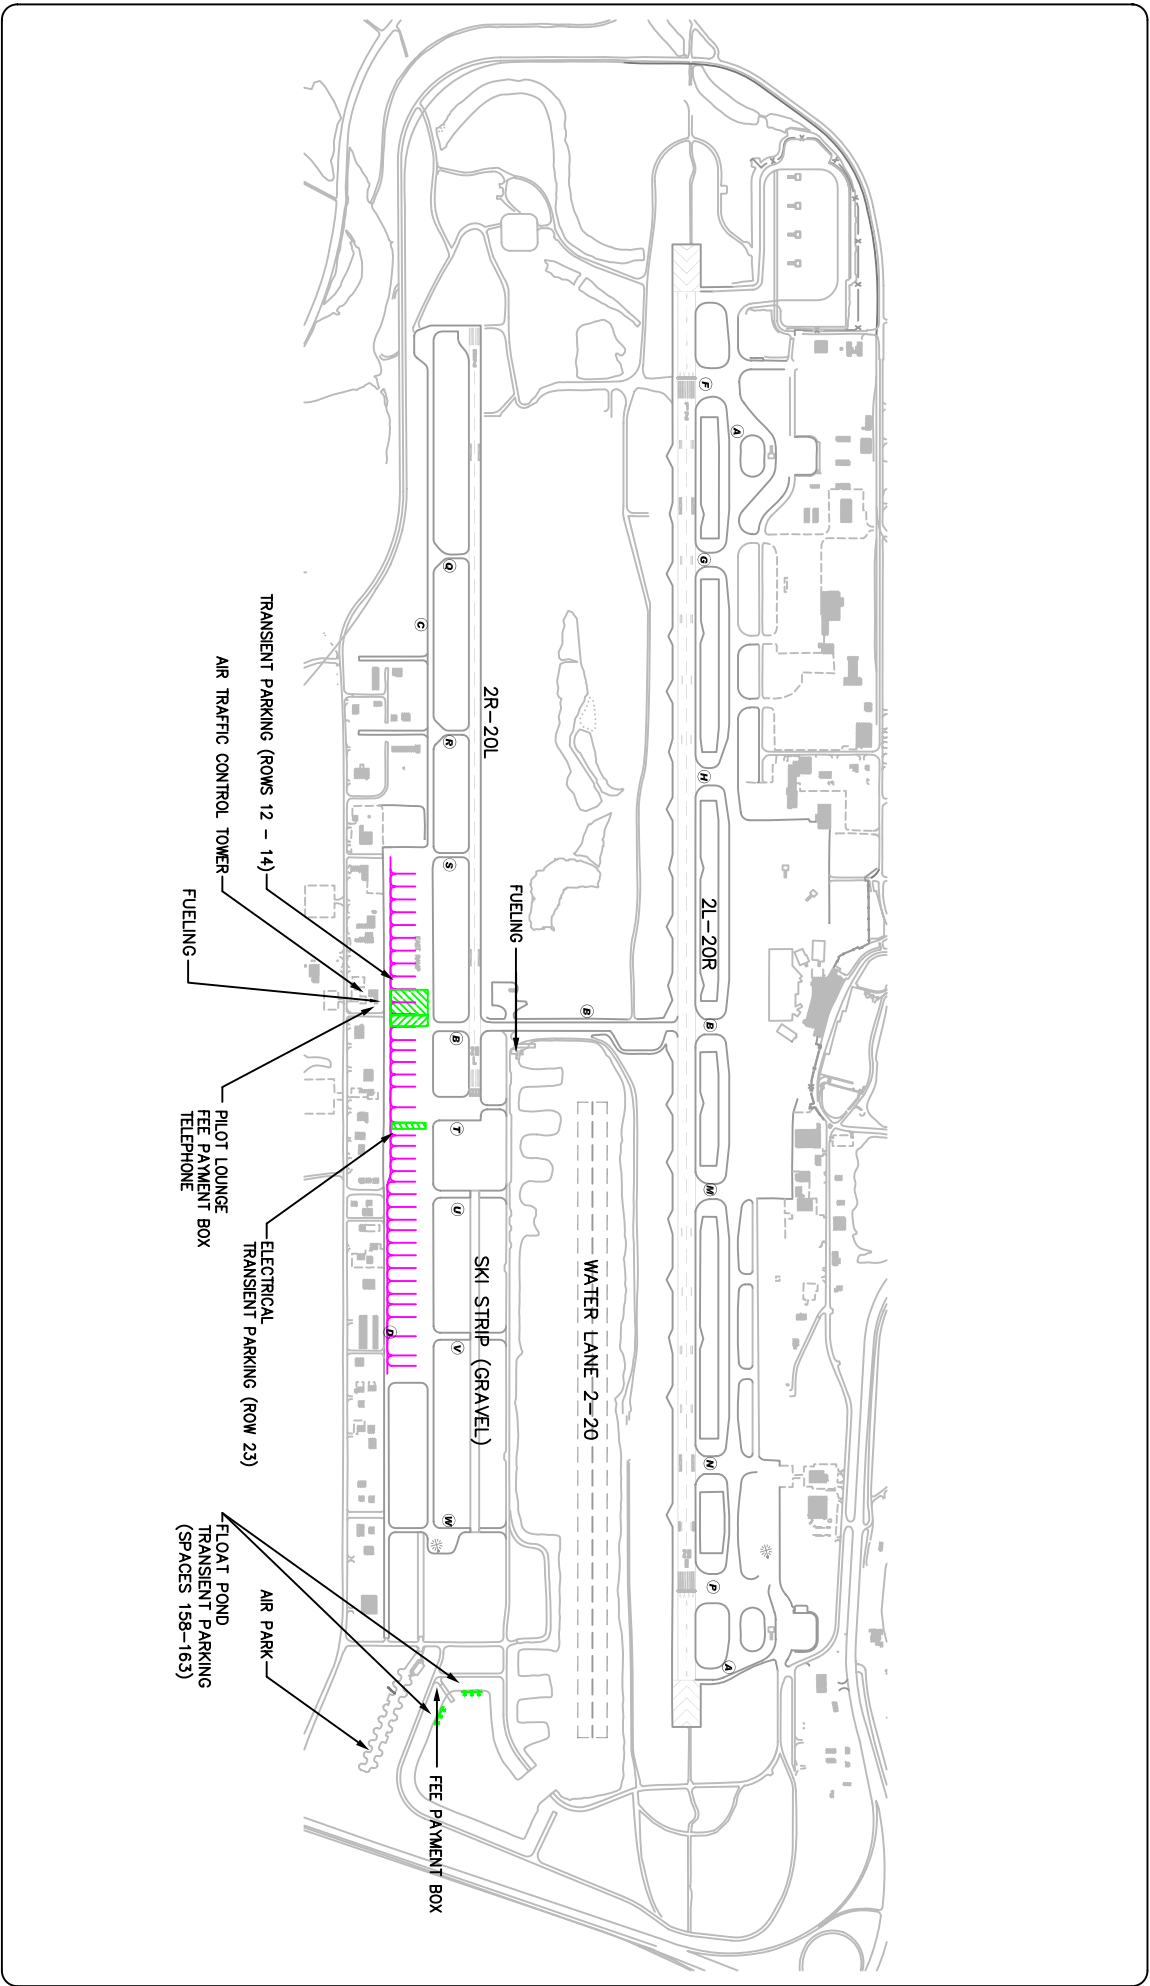 F
A
G
Q
C
TRANSIENT PARKING (ROWS 12 - 14)
AIR TRAFFIC CONTROL TOWER
2R-20L
R
H
S
FUELING
FUELING
2L-20R
B
B
B
T
PILOT LOUNGE
FEE PAYMENT BOX
TELEPHONE
M
U
ELECTRICAL
TRANSIENT PARKING (ROW 23)
SKI STRIP (GRAVEL)
WATER LANE 2-20
D
V
N
W
FLOAT POND
TRANSIENT PARKING
(SPACES 158-163)
AIR PARK
P
A
FEE PAYMENT BOX